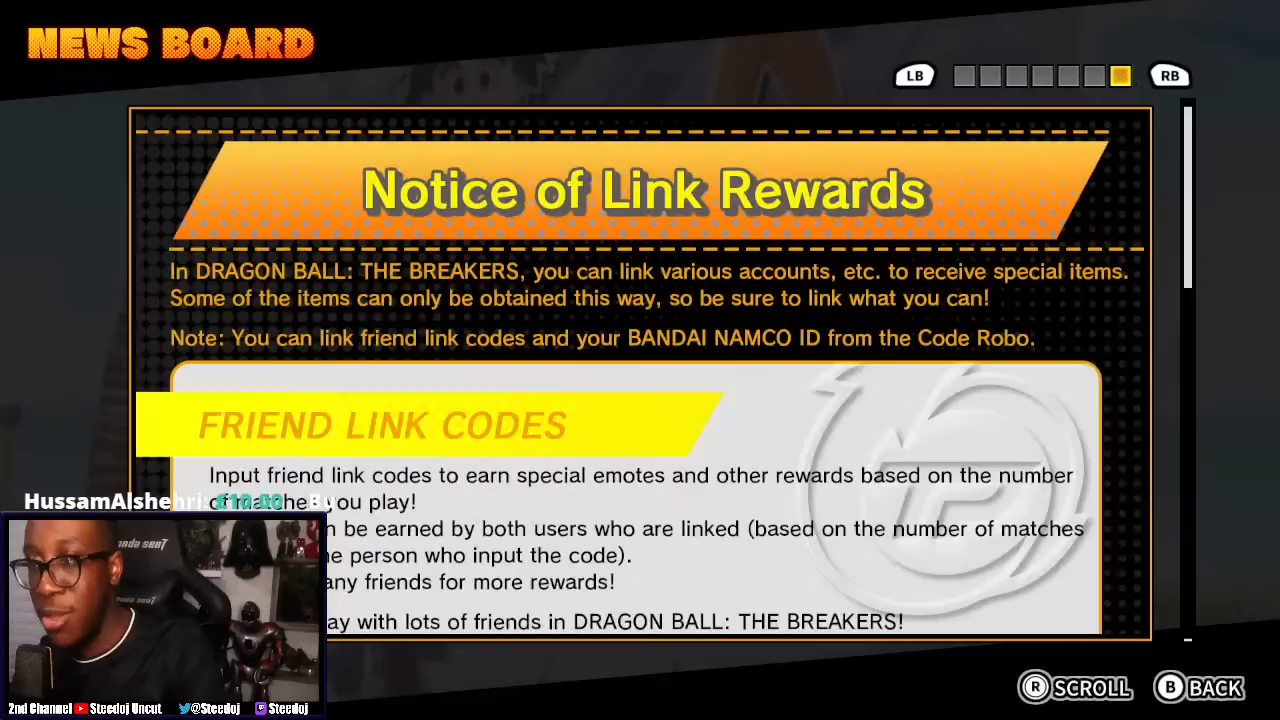 NEWS BOARD
LB
RB
Notice of Link Rewards
In DRAGON BALL: THE BREAKERS, you can link various accounts, etc. to receive special items.
Some of the items can only be obtained this way, so be sure to link what you can!
Note: You can link friend link codes and your BANDAI NAMCO ID from the Code Robo.
FRIEND LINK CODES
Input friend link codes to earn special emotes and other rewards based on the number
of matches you play!
HussamAlshehri: £10.00 Bu
be earned by both users who are linked (based on the number of matches
person who input the code).
any friends for more rewards!
ay with lots of friends in DRAGON BALL: THE BREAKERS!
R SCROLL
B BACK
2nd Channel Steedoj Uncut @Steedoj Steedoj